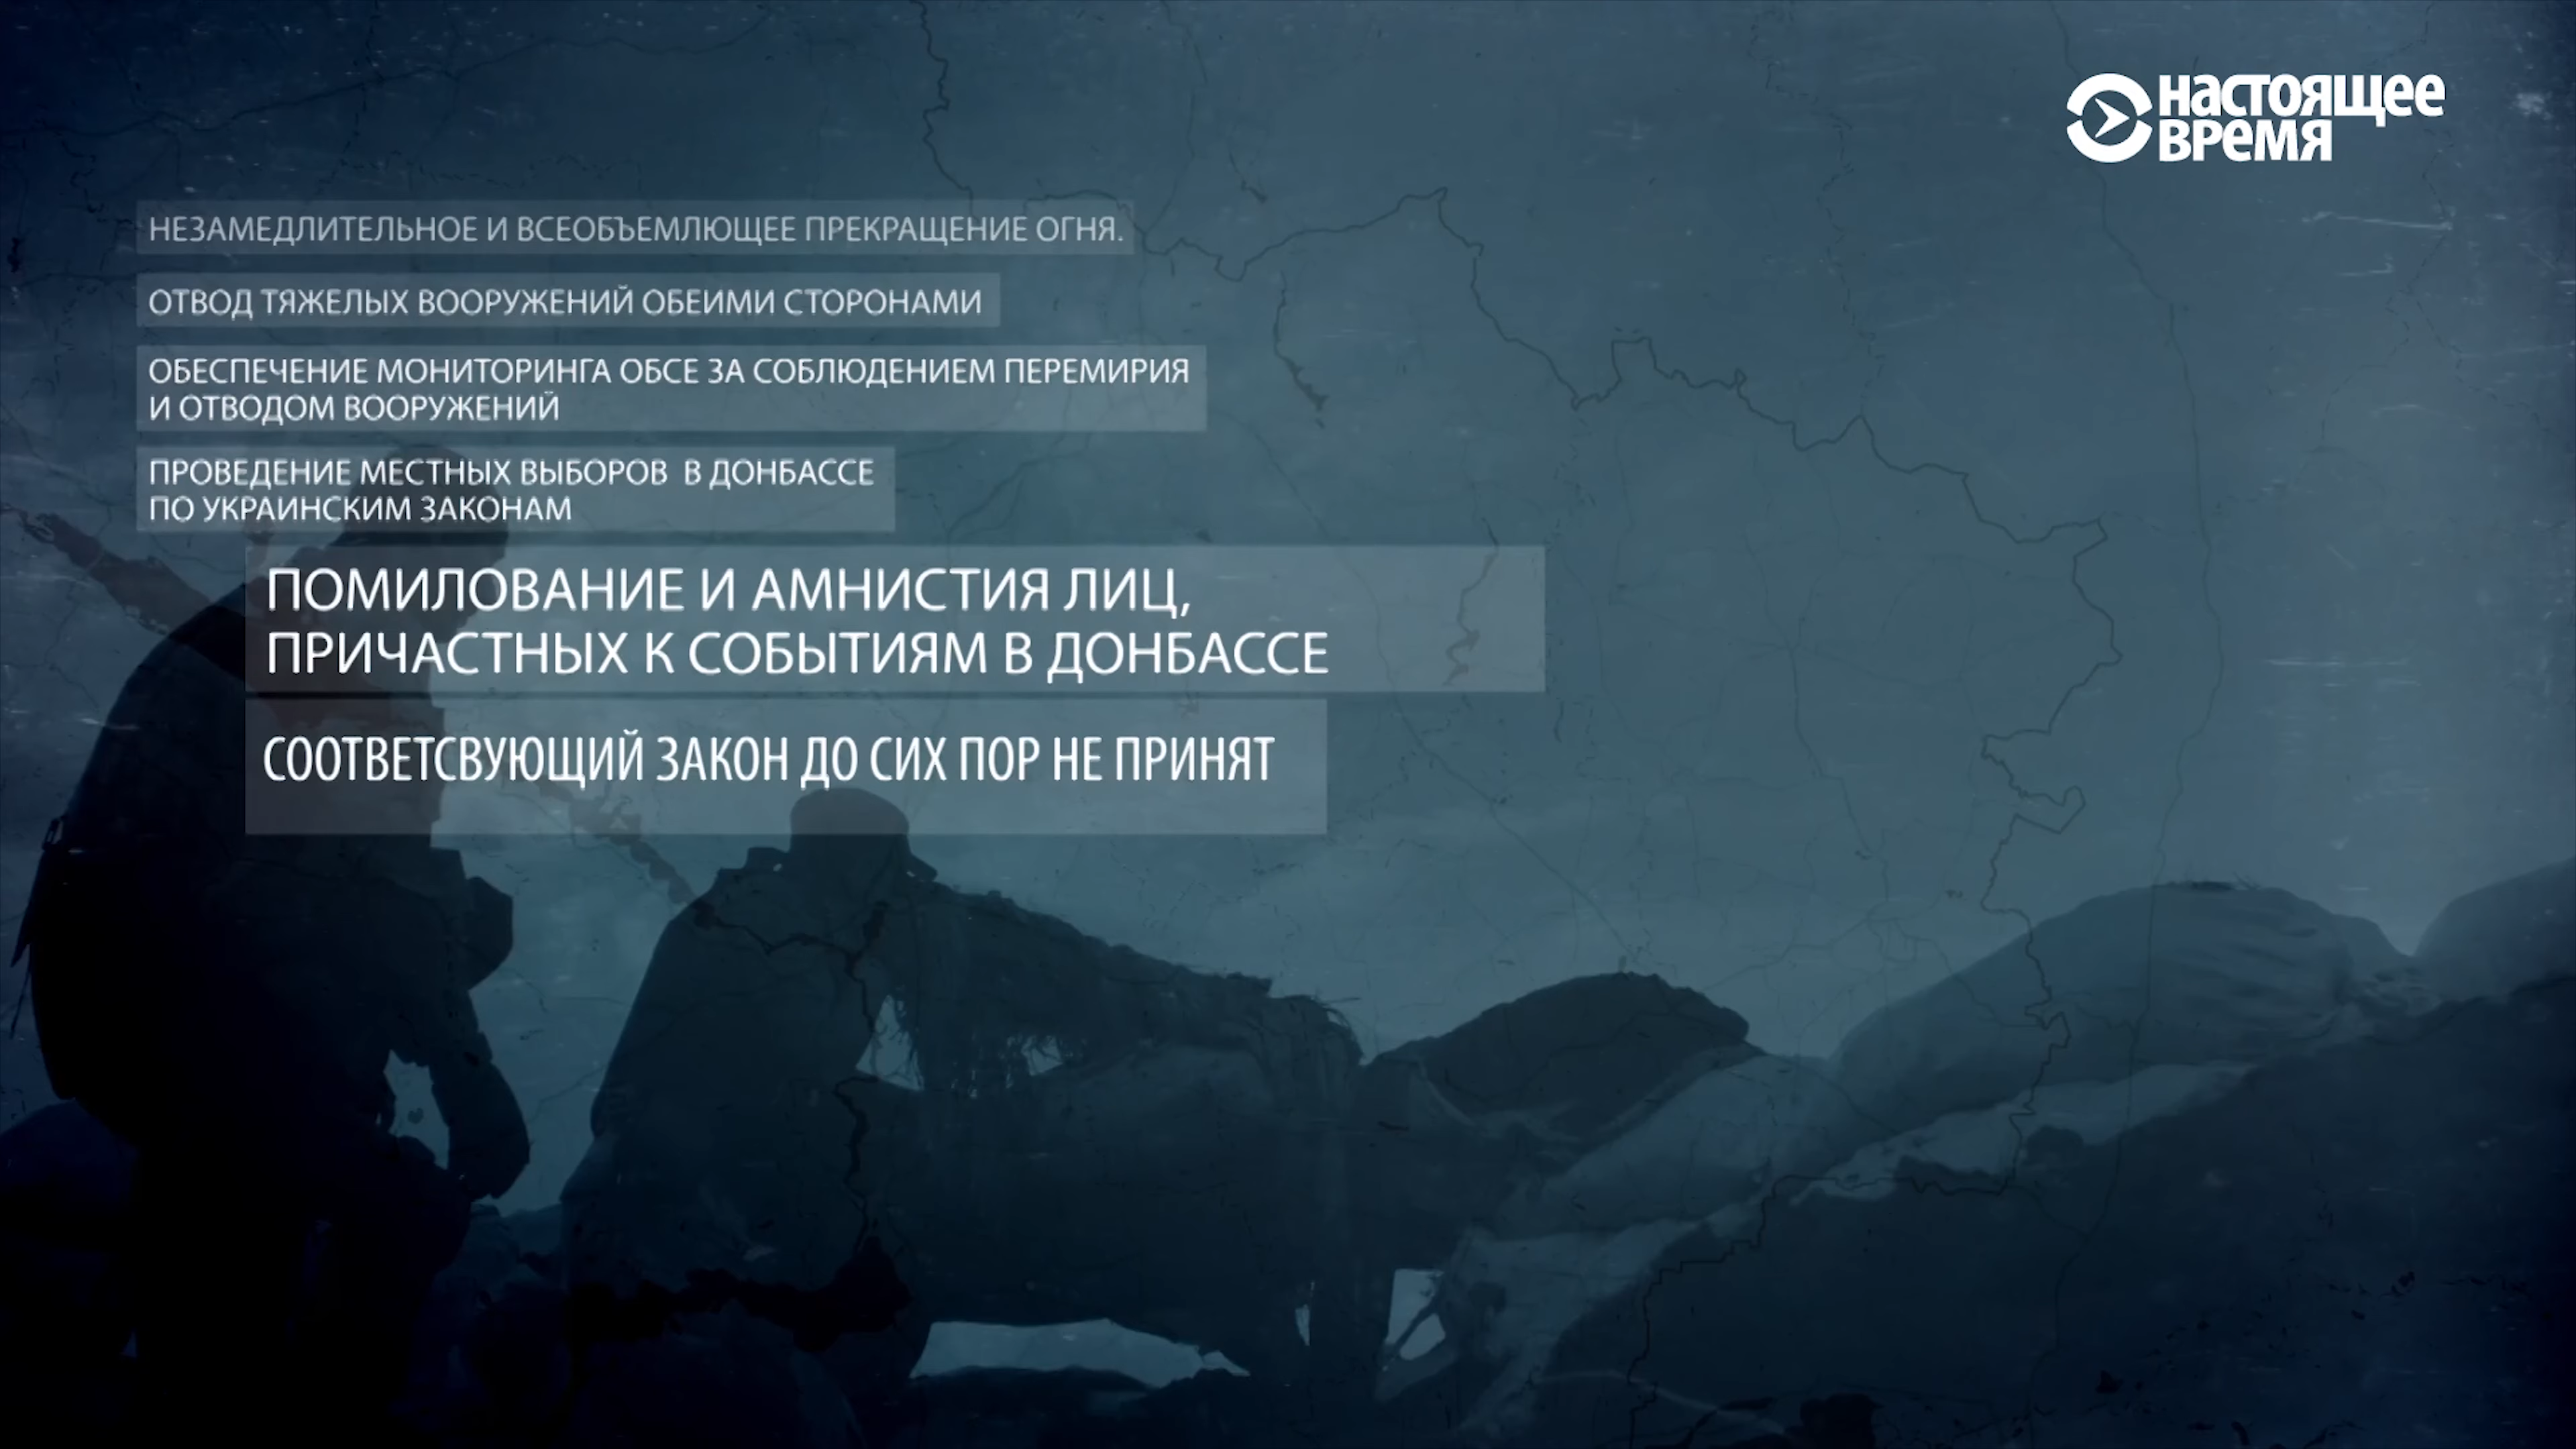 НАСТОЯЩЕЕ
ВРЕМЯ
НЕЗАМЕДЛИТЕЛЬНОЕ И ВСЕОБЪЕМЛЮЩЕЕ ПРЕКРАЩЕНИЕ ОГНЯ.
ОТВОД ТЯЖЕЛЫХ ВООРУЖЕНИЙ ОБЕИМИ СТОРОНАМИ
ОБЕСПЕЧЕНИЕ МОНИТОРИНГА ОБСЕ ЗА СОБЛЮДЕНИЕМ ПЕРЕМИРИЯ
И ОТВОДОМ ВООРУЖЕНИЙ
ПРОВЕДЕНИЕ МЕСТНЫХ ВЫБОРОВ В ДОНБАССЕ
ПО УКРАИНСКИМ ЗАКОНАМ
ПОМИЛОВАНИЕ И АМНИСТИЯ ЛИЦ,
ПРИЧАСТНЫХ К СОБЫТИЯМ В ДОНБАССЕ
СООТВЕТСВУЮЩИЙ ЗАКОН ДО СИХ ПОР НЕ ПРИНЯТ